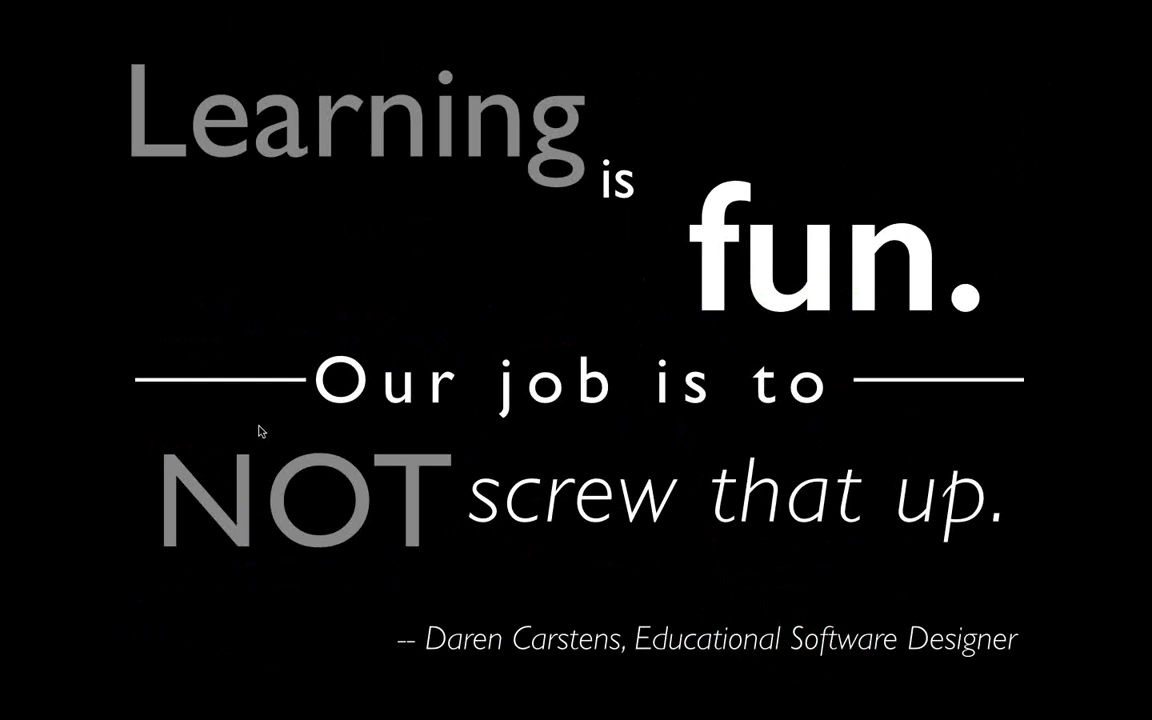 Learning
is
fun.
Our job is to
NOT screw that up.
-- Daren Carstens, Educational Software Designer